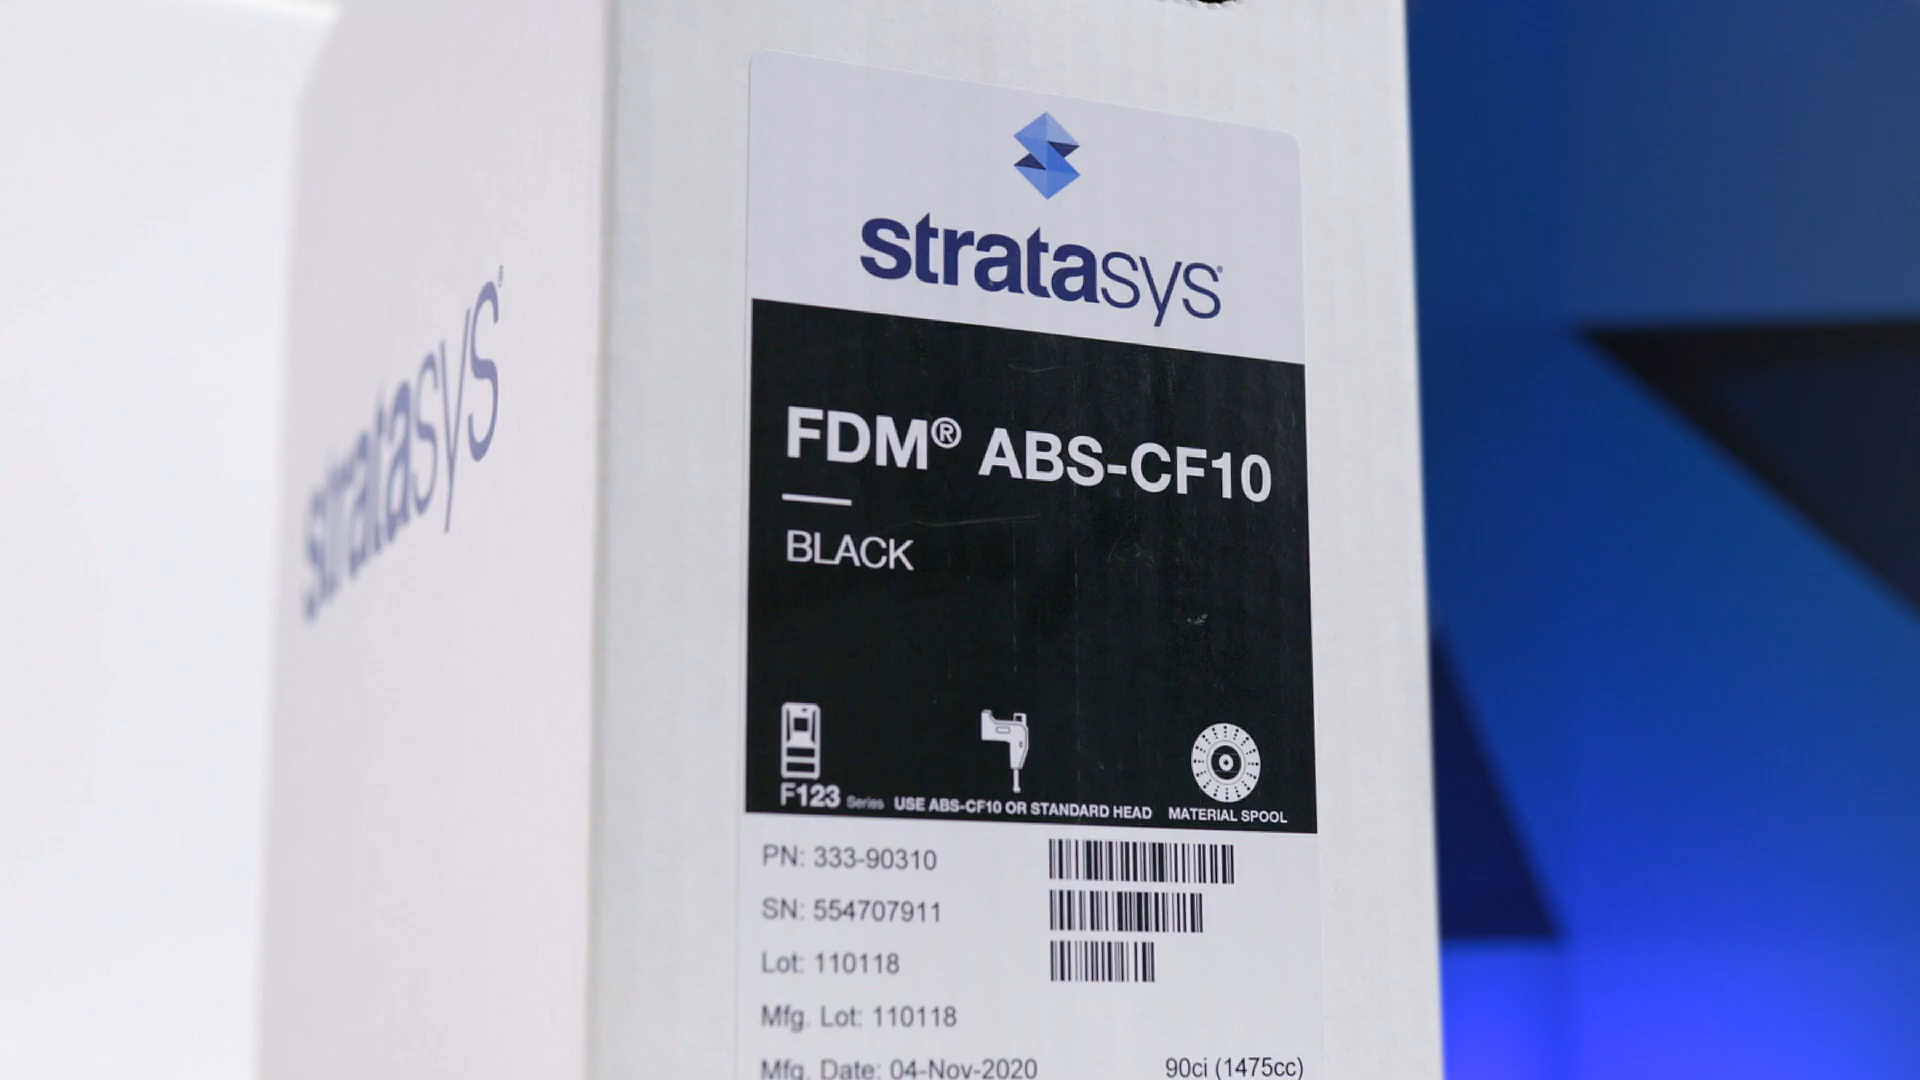 stratasys®
stratasys®
FDM® ABS-CF10
BLACK
F123 Series
USE ABS-CF10 OR STANDARD HEAD
MATERIAL SPOOL
PN: 333-90310
SN: 554707911
Lot: 110118
Mfg. Lot: 110118
Mfg. Date: 04-Nov-2020
90ci (1475cc)